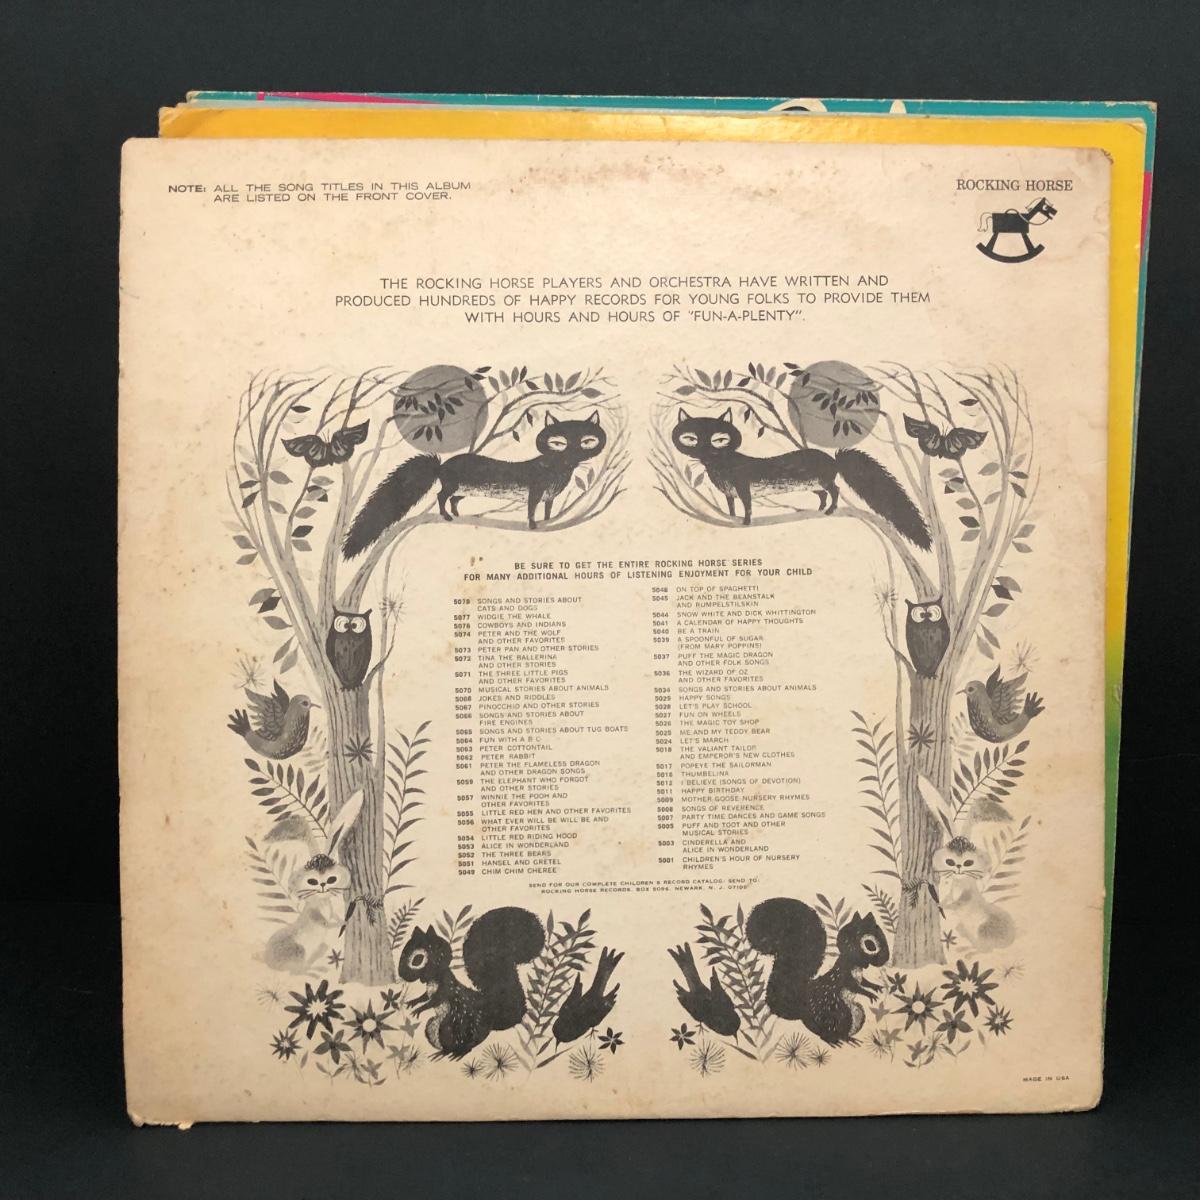 NOTE: ALL THE SONG TITLES IN THIS ALBUM
ARE LISTED ON THE FRONT COVER.
ROCKING HORSE
THE ROCKING HORSE PLAYERS AND ORCHESTRA HAVE WRITTEN AND
PRODUCED HUNDREDS OF HAPPY RECORDS FOR YOUNG FOLKS TO PROVIDE THEM
WITH HOURS AND HOURS OF "FUN-A-PLENTY".
BE SURE TO GET THE ENTIRE ROCKING HORSE SERIES
FOR MANY ADDITIONAL HOURS OF LISTENING ENJOYMENT FOR YOUR CHILD
SONGS AND STORIES ABOUT
CATS AND DOGS
5077 WIDGIE THE WHALE
COWBOYS AND INDIANS
5074 PETER AND THE WOLF
AND OTHER FAVORITES
5073 PETER PAN AND OTHER STORIES
5072 TINA THE BALLERINA
AND OTHER STORIES
5071 THE THREE LITTLE PIGS
AND OTHER FAVORITES
5070 MUSICAL STORIES ABOUT ANIMALS
5068 JOKES AND RIDDLES
5067 PINOCCHIO AND OTHER STORIES
5066 SONGS AND STORIES ABOUT
FIRE ENGINES
5065 SONGS AND STORIES ABOUT TUG BOATS
5064 FUN WITH A B C
5063 PETER COTTONTAIL
5062 PETER RABBIT
5061 PETER THE FLAMELESS DRAGON
AND OTHER DRAGON SONGS
5059 THE ELEPHANT WHO FORGOT
AND OTHER STORIES
5057 WINNIE THE POOH AND
OTHER FAVORITES
5055 LITTLE RED HEN AND OTHER FAVORITES
5056 WHAT EVER WILL BE WILL BE AND
OTHER FAVORITES
5054 LITTLE RED RIDING HOOD
5053 ALICE IN WONDERLAND
5052 THE THREE BEARS
5051 HANSEL AND GRETEL
5049 CHIM CHIM CHEREE
5048 ON TOP OF SPAGHETTI
5045 JACK AND THE BEANSTALK
AND RUMPELSTILSKIN
5044 SNOW WHITE AND DICK WHITTINGTON
5041 A CALENDAR OF HAPPY THOUGHTS
5040 BE A TRAIN
5039 A SPOONFUL OF SUGAR
(FROM MARY POPPINS)
5037 PUFF THE MAGIC DRAGON
AND OTHER FOLK SONGS
5036 THE WIZARD OF OZ
AND OTHER FAVORITES
5034 SONGS AND STORIES ABOUT ANIMALS
5029 HAPPY SONGS
5028 LET'S PLAY SCHOOL
5027 FUN ON WHEELS
5026 THE MAGIC TOY SHOP
5025 ME AND MY TEDDY BEAR
5024 LET'S MARCH
5018 THE VALIANT TAILOR
AND EMPEROR'S NEW CLOTHES
5017 POPEYE THE SAILORMAN
THUMBELINA
5012 I BELIEVE (SONGS OF DEVOTION)
5011 HAPPY BIRTHDAY
5009 MOTHER GOOSE NURSERY RHYMES
5008 SONGS OF REVERENCE
5007 PARTY TIME DANCES AND GAME SONGS
5005 PUFF AND TOOT AND OTHER
MUSICAL STORIES
5003 CINDERELLA AND
ALICE IN WONDERLAND
5001 CHILDREN'S HOUR OF NURSERY
RHYMES
SEND FOR OUR COMPLETE CHILDREN'S RECORD CATALOG. SEND TO:
ROCKING HORSE RECORDS, BOX 5094, NEWARK, N. J. 07105
MADE IN USA